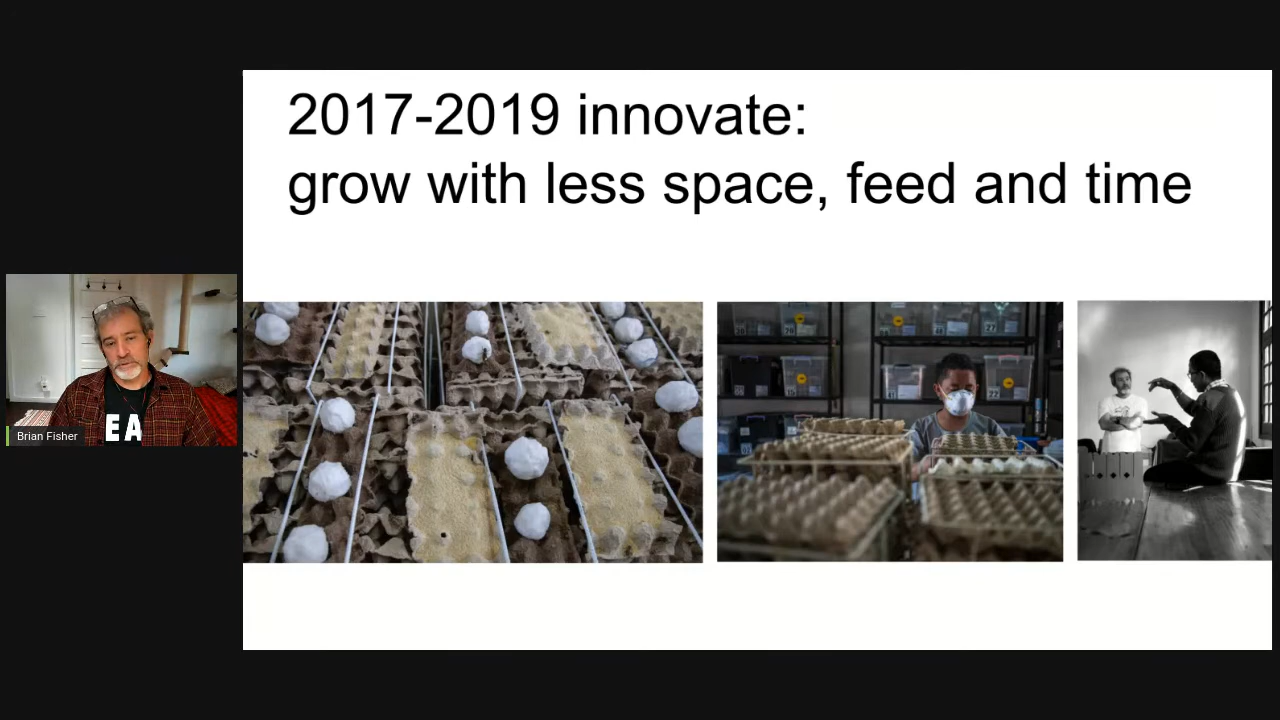 2017-2019 innovate:
grow with less space, feed and time
EA
Brian Fisher